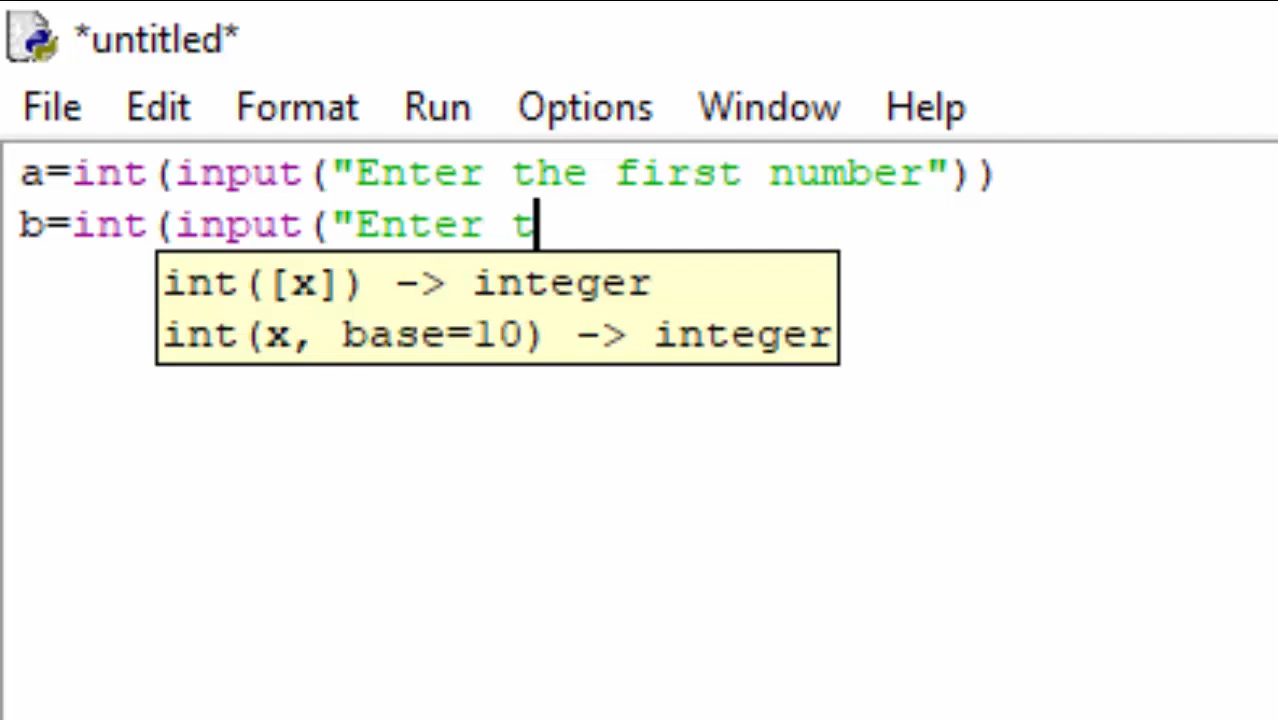 *untitled*
File Edit Format Run Options Window Help
a=int(input("Enter the first number"))
b=int(input("Enter t
int([x]) -> integer
int(x, base=10) -> integer